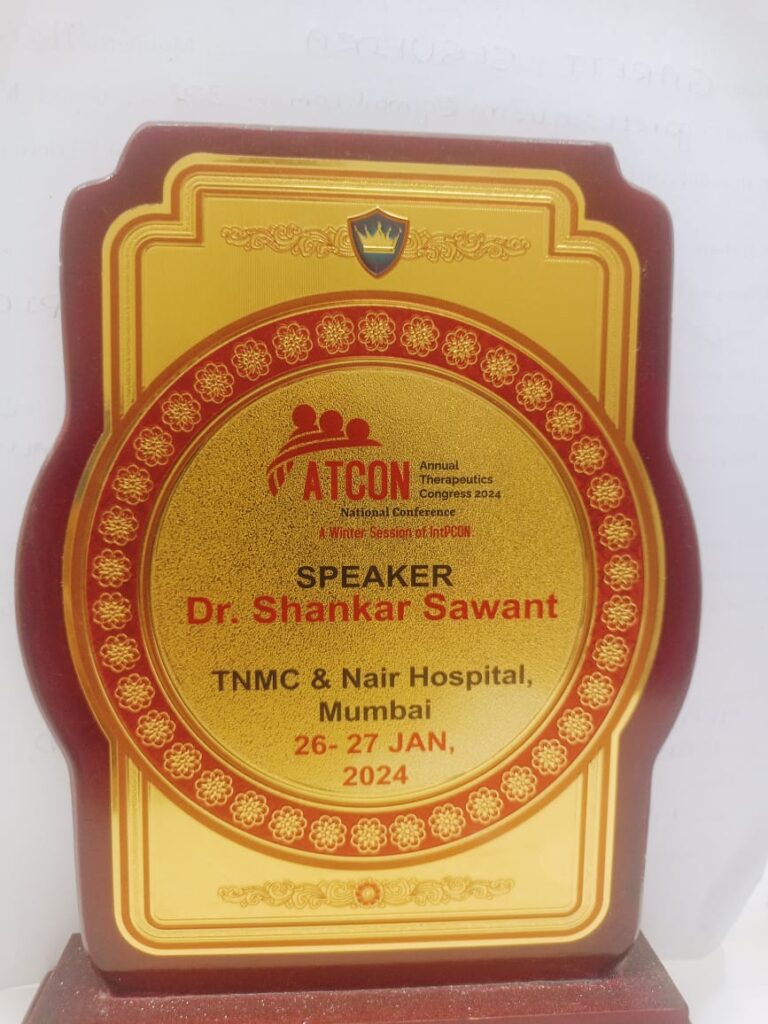 ATCON
Annual
Therapeutics
Congress 2024
National Conference
A Winter Session of IntPCON
SPEAKER
Dr. Shankar Sawant
TNMC & Nair Hospital,
Mumbai
26- 27 JAN,
2024